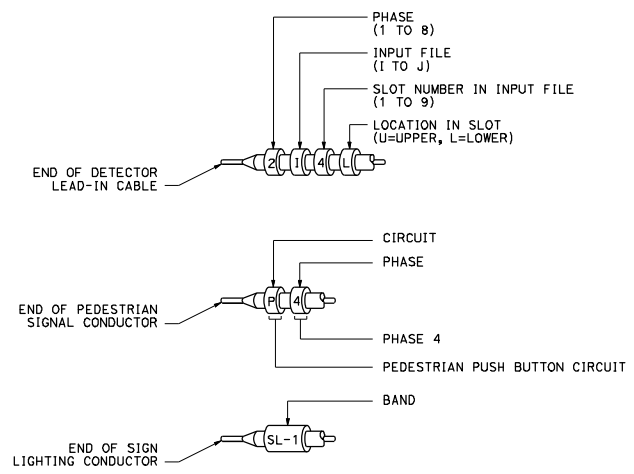 PHASE
(1 TO 8)
INPUT FILE
(I TO J)
SLOT NUMBER IN INPUT FILE
(1 TO 9)
LOCATION IN SLOT
(U=UPPER, L=LOWER)
2 I 4 L
END OF DETECTOR
LEAD-IN CABLE
CIRCUIT
PHASE
P 4
END OF PEDESTRIAN
SIGNAL CONDUCTOR
PHASE 4
PEDESTRIAN PUSH BUTTON CIRCUIT
BAND
SL-1
END OF SIGN
LIGHTING CONDUCTOR